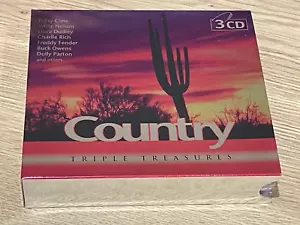 Patsy Cline
Willie Nelson
Dave Dudley
Charlie Rich
Freddy Fender
Buck Owens
Dolly Parton
and others...
3CD
Country
TRIPLE TREASURES